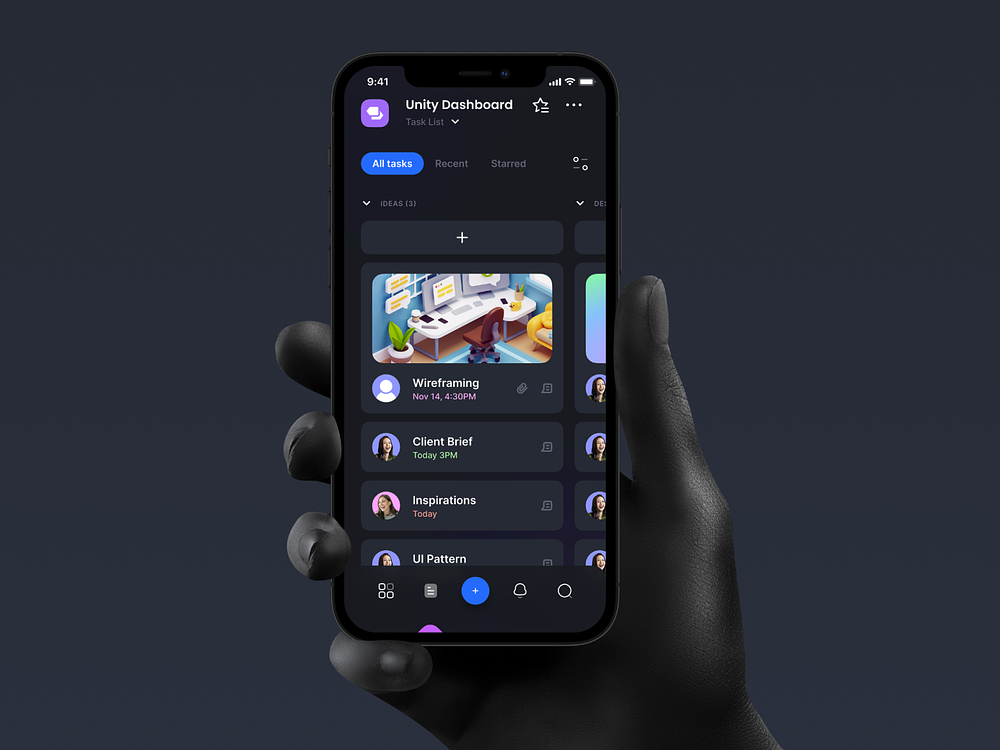 9:41
Unity Dashboard
Task List
All tasks
Recent
Starred
IDEAS (3)
DES
Wireframing
Nov 14, 4:30PM
Client Brief
Today 3PM
Inspirations
Today
UI Pattern